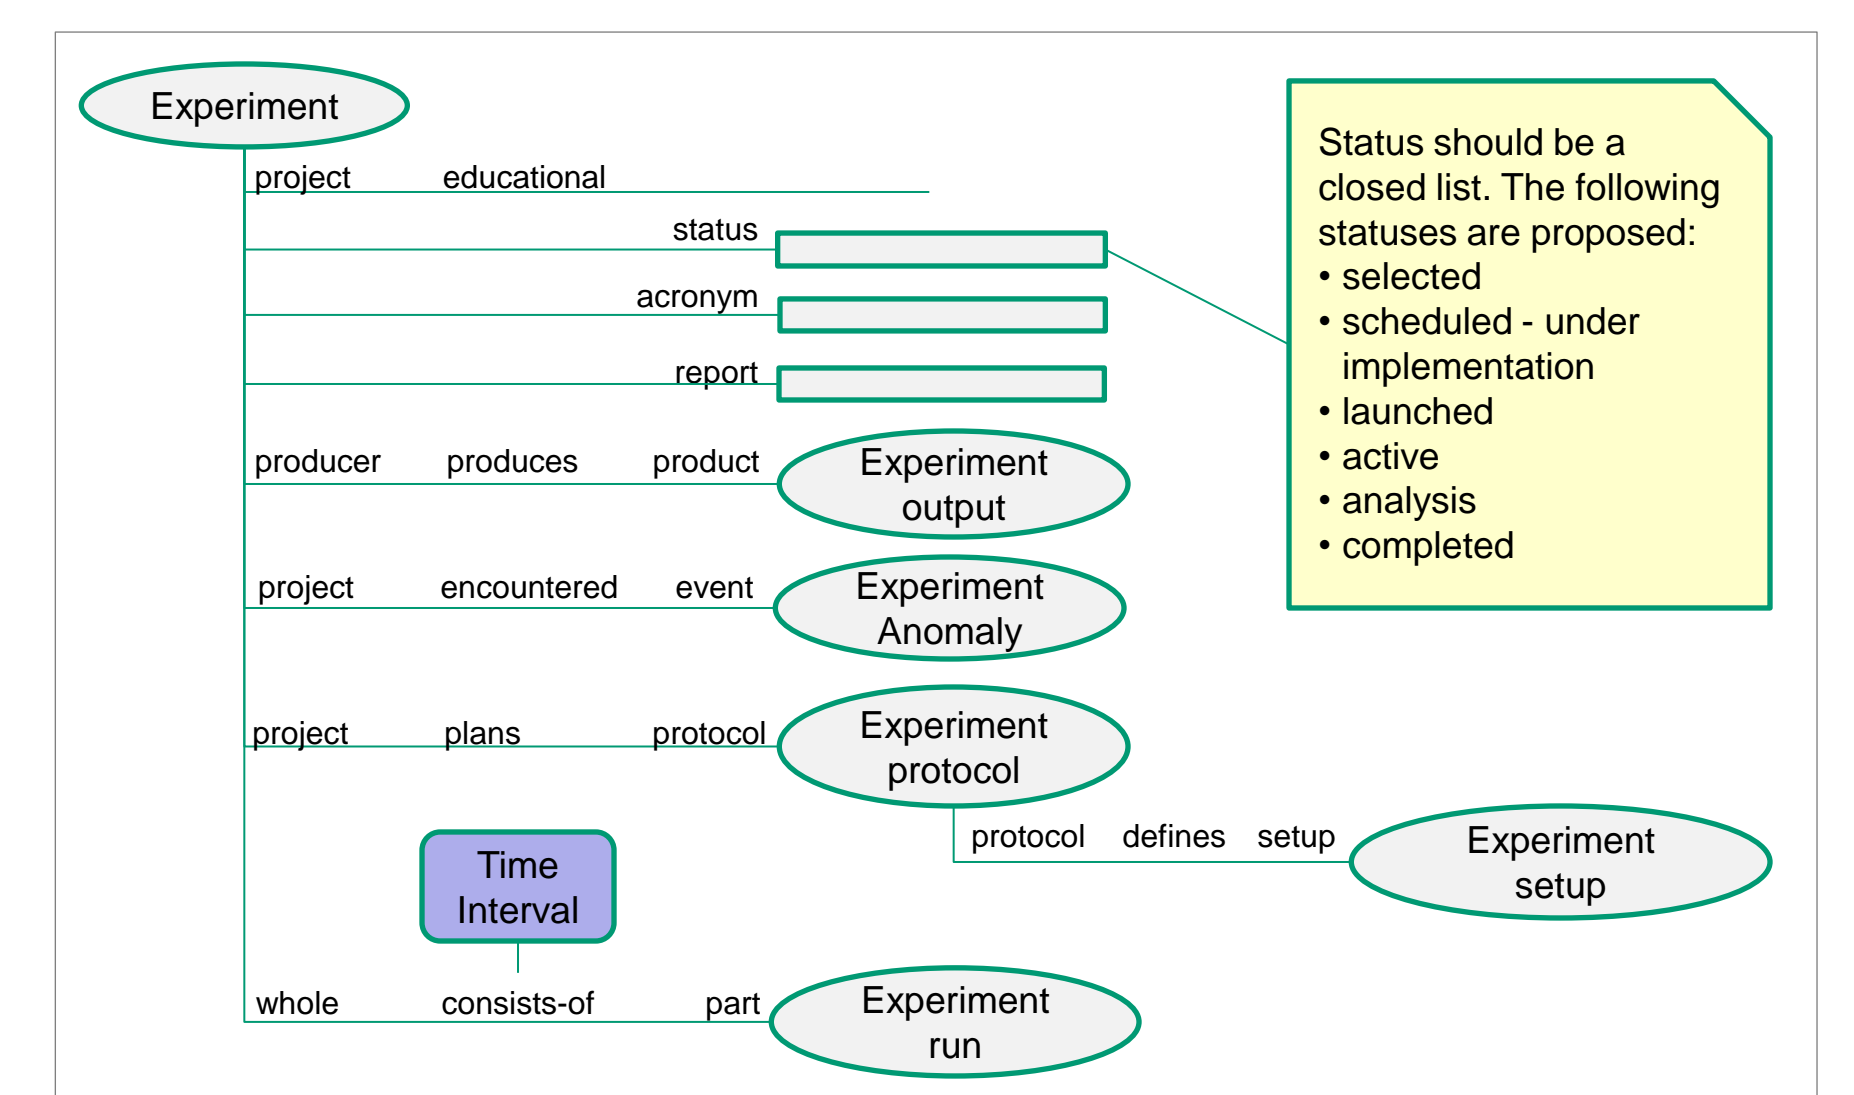 Experiment
project educational
status
acronym
report
producer produces product
Experiment
output
project encountered event
Experiment
Anomaly
project plans protocol
Experiment
protocol
protocol defines setup
Experiment
setup
Time
Interval
whole consists-of part
Experiment
run
Status should be a
closed list. The following
statuses are proposed:
• selected
• scheduled - under
implementation
• launched
• active
• analysis
• completed